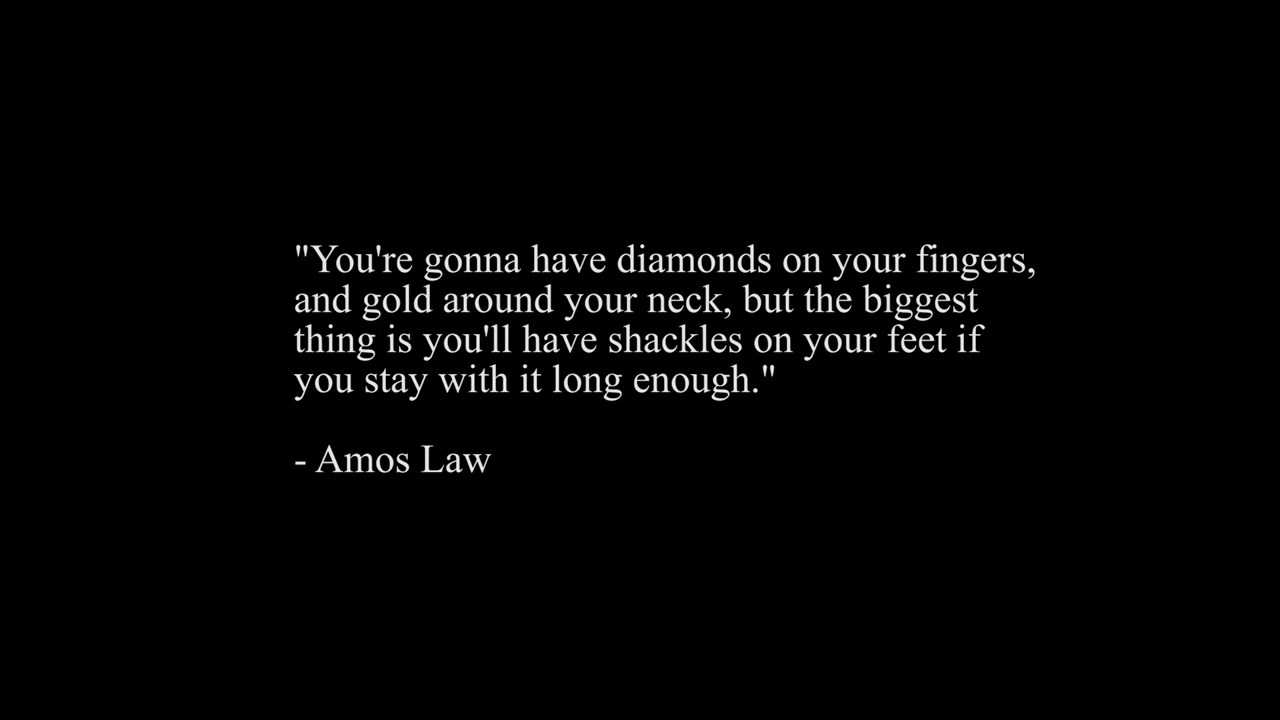 "You're gonna have diamonds on your fingers,
and gold around your neck, but the biggest
thing is you'll have shackles on your feet if
you stay with it long enough."
- Amos Law